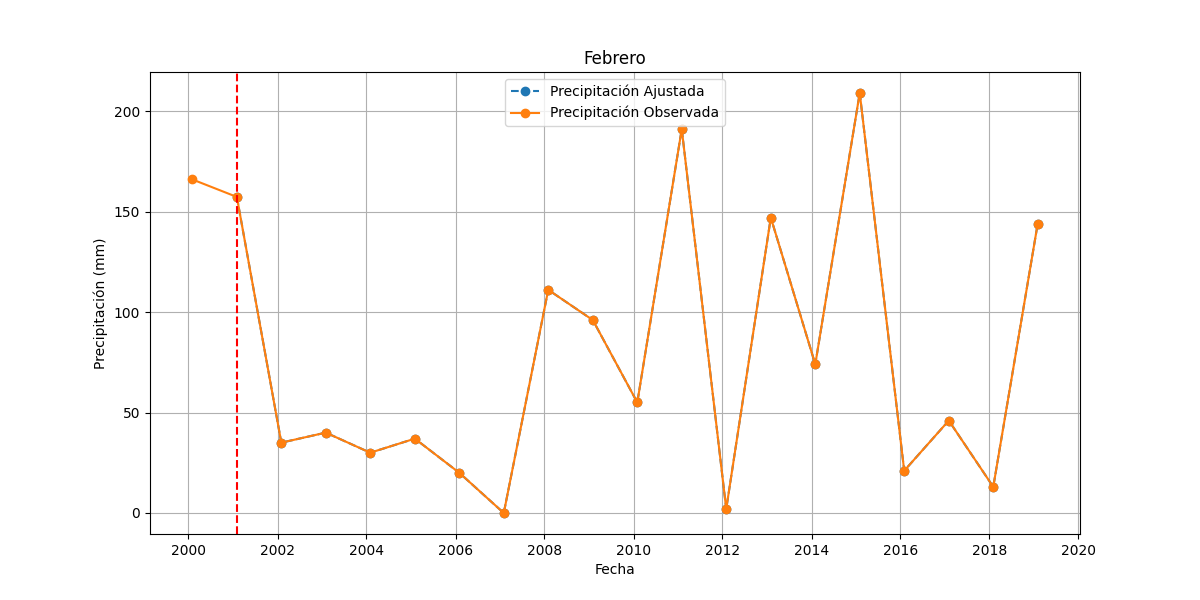 Febrero
Precipitación Ajustada
Precipitación Observada
Precipitación (mm)
200
150
100
50
0
2000 2002 2004 2006 2008 2010 2012 2014 2016 2018 2020
Fecha